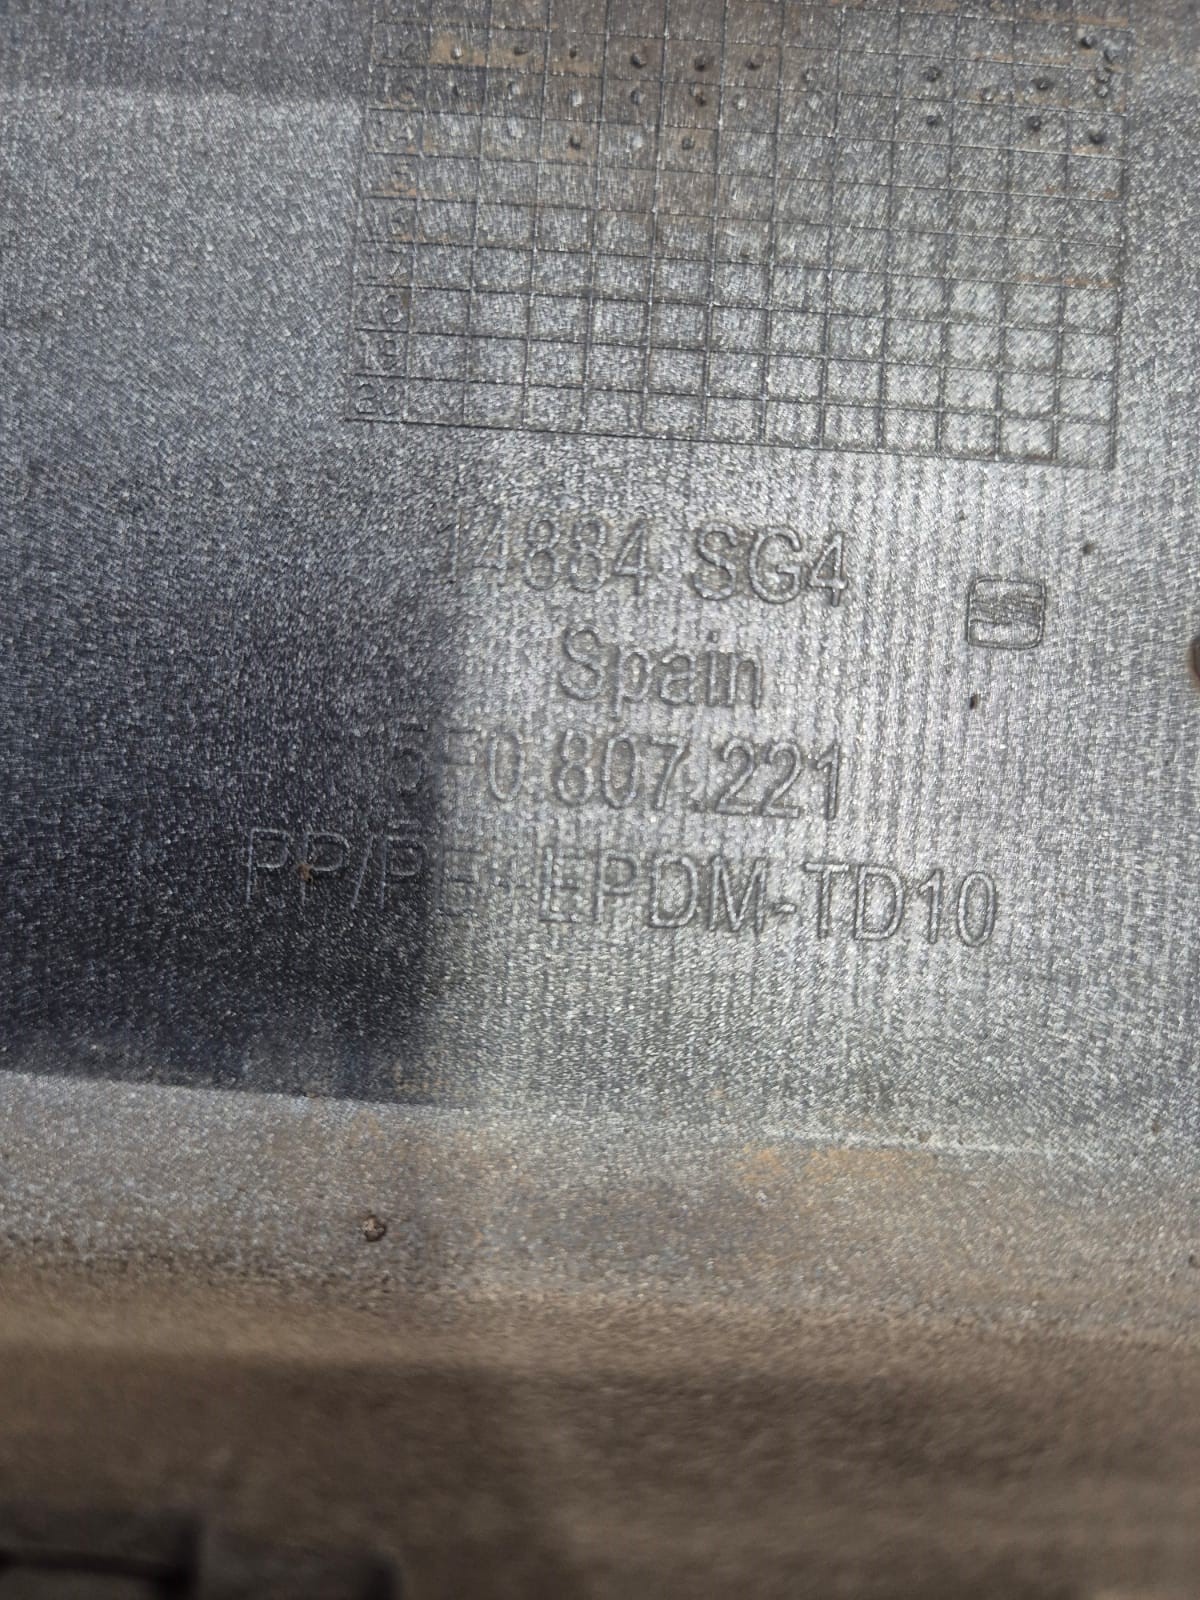 14884 SG4
Spain
5F0 807 221
PP/PE+EPDM-TD10